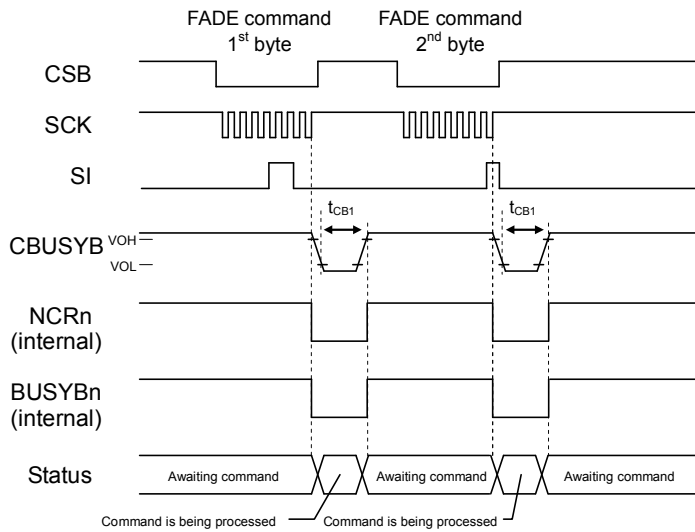 FADE command
1st byte
FADE command
2nd byte
CSB
SCK
SI
tCB1
tCB1
CBUSYB
VOH
VOL
NCRn
(internal)
BUSYBn
(internal)
Status
Awaiting command
Awaiting command
Awaiting command
Command is being processed
Command is being processed